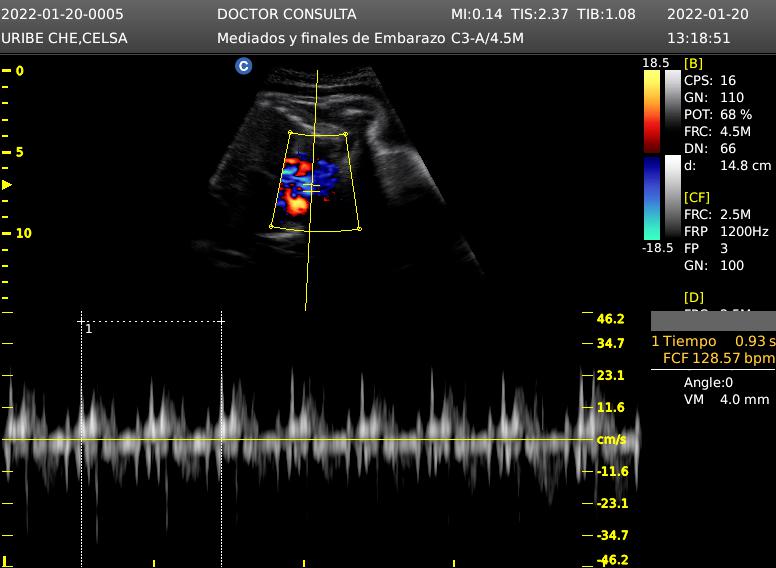 2022-01-20-0005 DOCTOR CONSULTA MI:0.14 TIS:2.37 TIB:1.08 2022-01-20
URIBE CHE,CELSA Mediados y finales de Embarazo C3-A/4.5M 13:18:51
C
0
5
10
18.5
-18.5
[B]
CPS: 16
GN: 110
POT: 68 %
FRC: 4.5M
DN: 66
d: 14.8 cm
[CF]
FRC: 2.5M
FRP 1200Hz
FP 3
GN: 100
[D]
1 Tiempo 0.93 s
FCF 128.57 bpm
Angle:0
VM 4.0 mm
1
46.2
34.7
23.1
11.6
cm/s
-11.6
-23.1
-34.7
-46.2